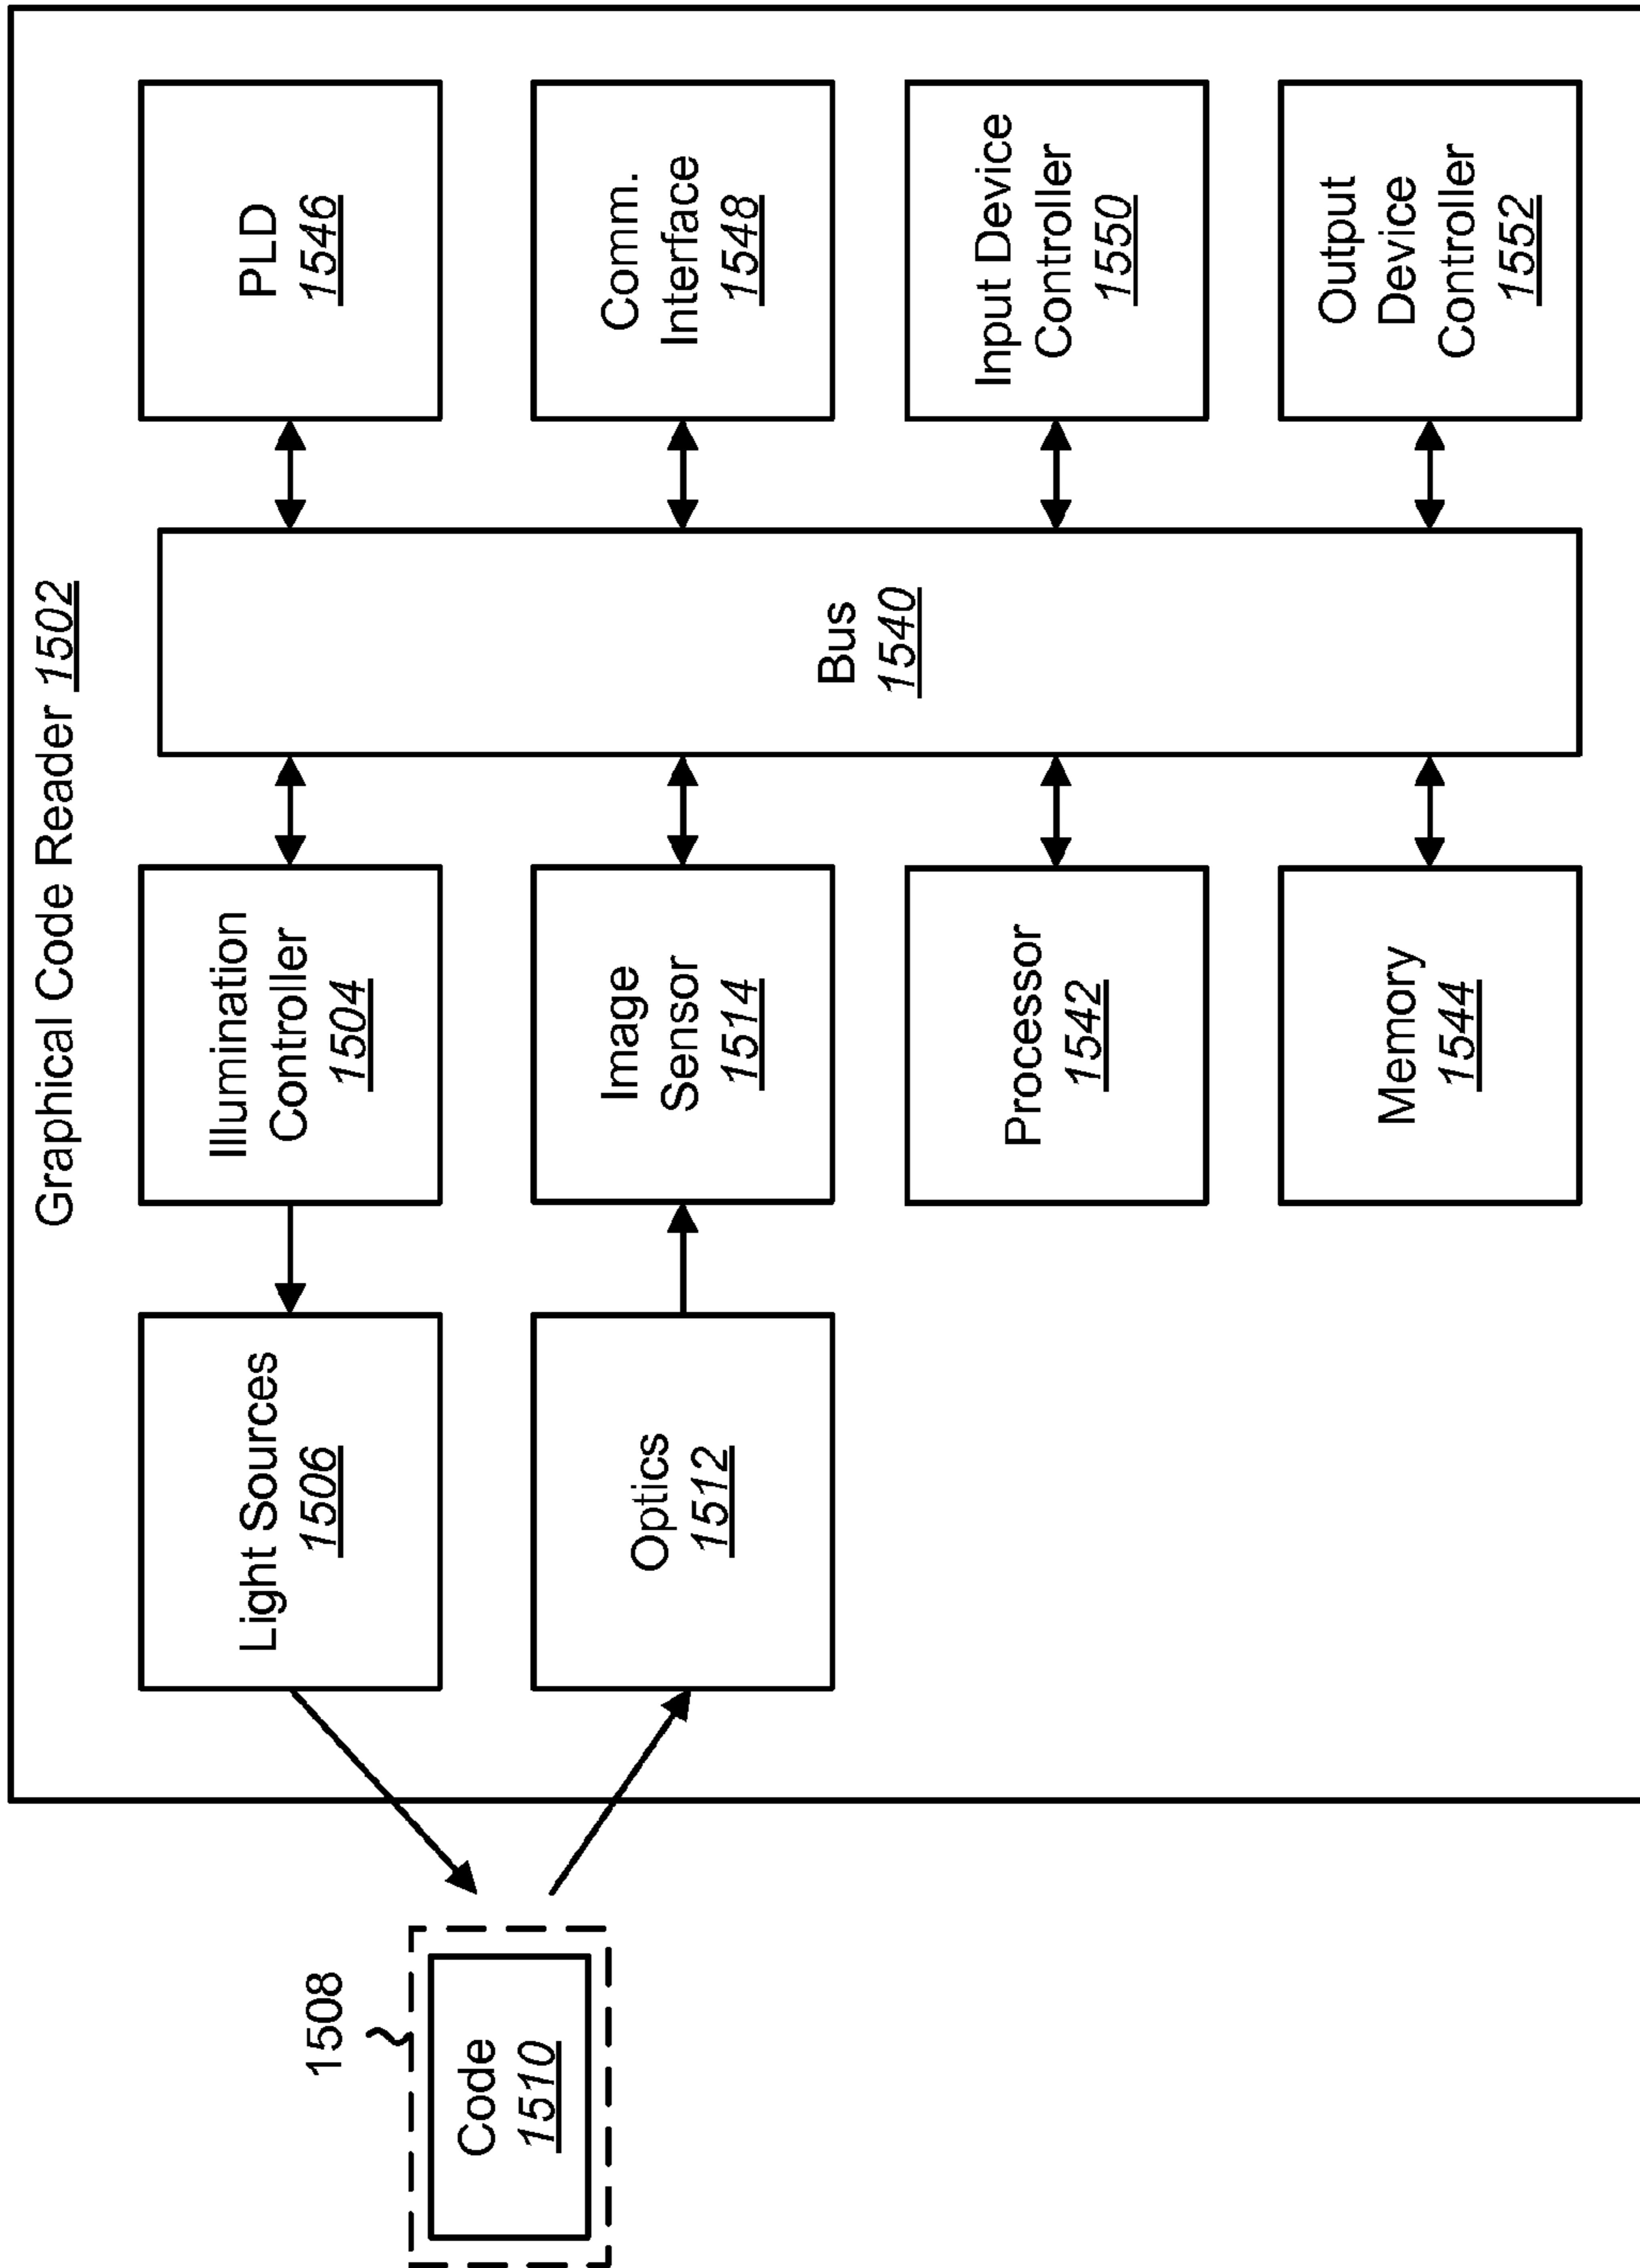 Graphical Code Reader 1502
Light Sources
1506
Illumination
Controller
1504
PLD
1546
1508
Code
1510
Optics
1512
Image
Sensor
1514
Bus
1540
Comm.
Interface
1548
Processor
1542
Input Device
Controller
1550
Memory
1544
Output
Device
Controller
1552